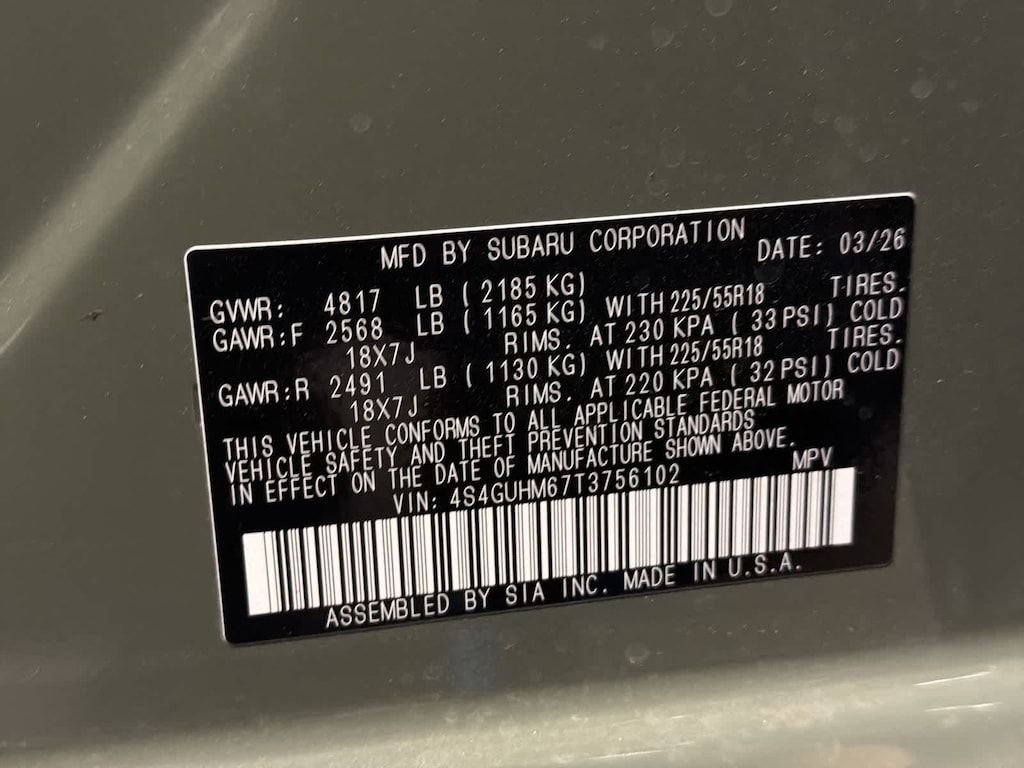 MFD BY SUBARU CORPORATION DATE: 03/26
GVWR: 4817 LB ( 2185 KG)
GAWR:F 2568 LB ( 1165 KG) WITH 225/55R18 TIRES.
18X7J RIMS. AT 230 KPA ( 33 PSI) COLD
GAWR:R 2491 LB ( 1130 KG) WITH 225/55R18 TIRES.
18X7J RIMS. AT 220 KPA ( 32 PSI) COLD
THIS VEHICLE CONFORMS TO ALL APPLICABLE FEDERAL MOTOR
VEHICLE SAFETY AND THEFT PREVENTION STANDARDS
IN EFFECT ON THE DATE OF MANUFACTURE SHOWN ABOVE.
VIN: 4S4GUHM67T3756102 MPV
ASSEMBLED BY SIA INC. MADE IN U.S.A.